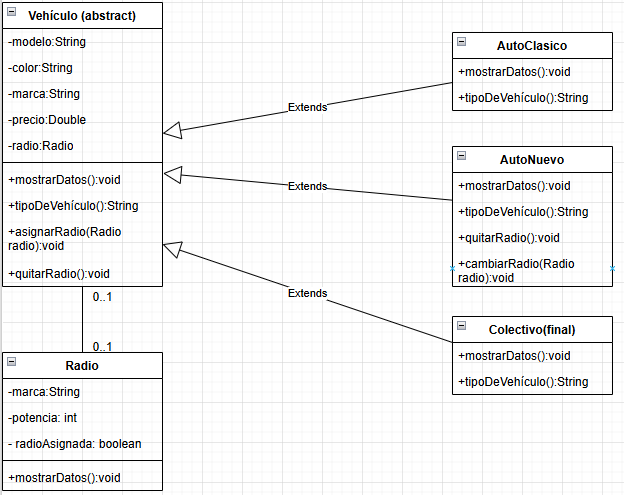 Vehículo (abstract)
-modelo:String
-color:String
-marca:String
-precio:Double
-radio:Radio
+mostrarDatos():void
+tipoDeVehículo():String
+asignarRadio(Radio
radio):void
+quitarRadio():void
0..1
0..1
Radio
-marca:String
-potencia: int
- radioAsignada: boolean
+mostrarDatos():void
Extends
Extends
Extends
AutoClasico
+mostrarDatos():void
+tipoDeVehículo():String
AutoNuevo
+mostrarDatos():void
+tipoDeVehículo():String
+quitarRadio():void
+cambiarRadio(Radio
radio):void
Colectivo(final)
+mostrarDatos():void
+tipoDeVehículo():String